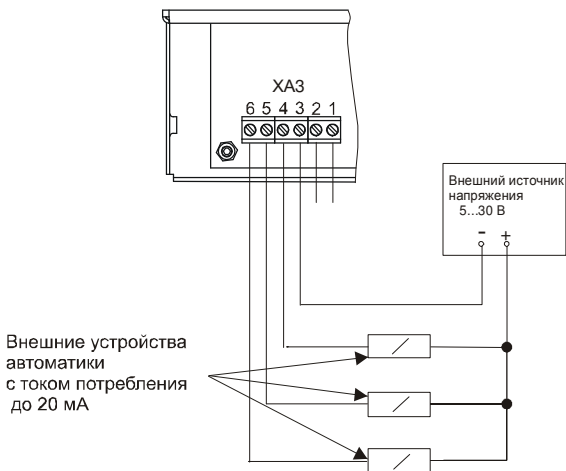 ХА3
6 5 4 3 2 1
Внешний источник
напряжения
5...30 В
- +
Внешние устройства
автоматики
с током потребления
до 20 мА